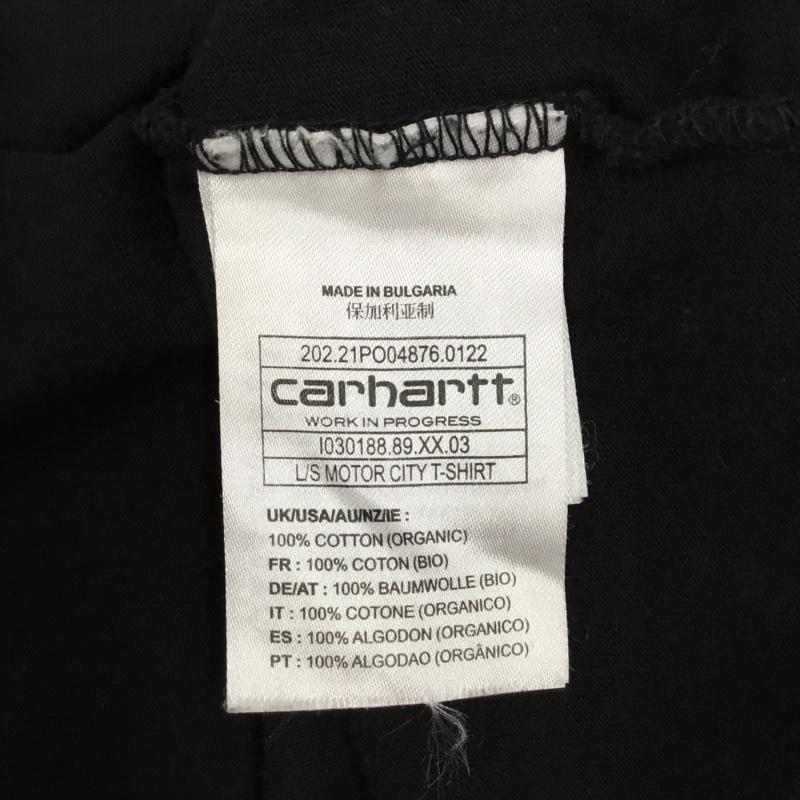 MADE IN BULGARIA
保加利亚制
202.21PO04876.0122
carhartt®
WORK IN PROGRESS
I030188.89.XX.03
L/S MOTOR CITY T-SHIRT
UK/USA/AU/NZ/IE :
100% COTTON (ORGANIC)
FR : 100% COTON (BIO)
DE/AT : 100% BAUMWOLLE (BIO)
IT : 100% COTONE (ORGANICO)
ES : 100% ALGODON (ORGANICO)
PT : 100% ALGODAO (ORGÂNICO)